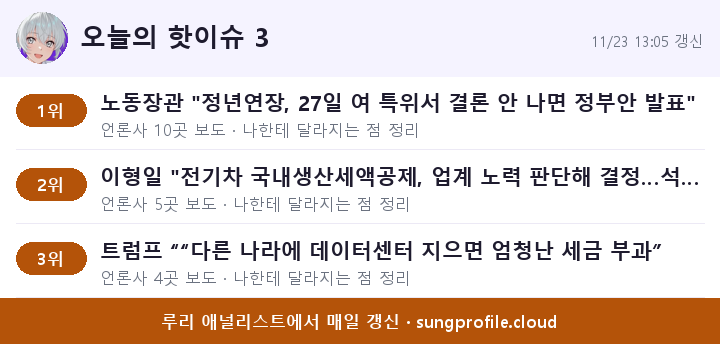 오늘의 핫이슈 3
11/23 13:05 갱신
1위
노동장관 "정년연장, 27일 여 특위서 결론 안 나면 정부안 발표"
언론사 10곳 보도 · 나한테 달라지는 점 정리
2위
이형일 "전기차 국내생산세액공제, 업계 노력 판단해 결정...석...
언론사 5곳 보도 · 나한테 달라지는 점 정리
3위
트럼프 “"다른 나라에 데이터센터 지으면 엄청난 세금 부과”
언론사 4곳 보도 · 나한테 달라지는 점 정리
루리 애널리스트에서 매일 갱신 · sungprofile.cloud